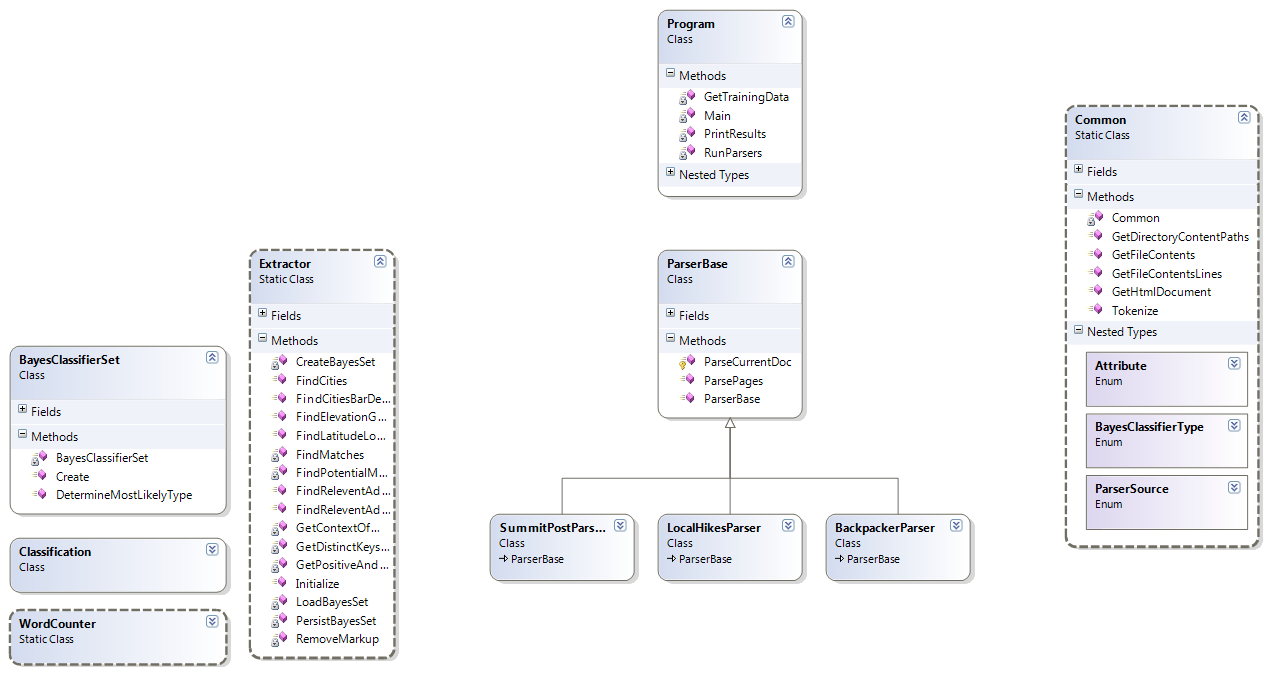 Program
Class
Methods
GetTrainingData
Main
PrintResults
RunParsers
Nested Types
Common
Static Class
Fields
Methods
Common
GetDirectoryContentPaths
GetFileContents
GetFileContentsLines
GetHtmlDocument
Tokenize
Nested Types
Attribute
Enum
BayesClassifierType
Enum
ParserSource
Enum
Extractor
Static Class
Fields
Methods
CreateBayesSet
FindCities
FindCitiesBarDe...
FindElevationG...
FindLatitudeLo...
FindMatches
FindPotentialM...
FindReleventAd...
FindReleventAd...
GetContextOf...
GetDistinctKeys...
GetPositiveAnd...
Initialize
LoadBayesSet
PersistBayesSet
RemoveMarkup
ParserBase
Class
Fields
Methods
ParseCurrentDoc
ParsePages
ParserBase
BayesClassifierSet
Class
Fields
Methods
BayesClassifierSet
Create
DetermineMostLikelyType
Classification
Class
WordCounter
Static Class
SummitPostPars...
Class
ParserBase
LocalHikesParser
Class
ParserBase
BackpackerParser
Class
ParserBase